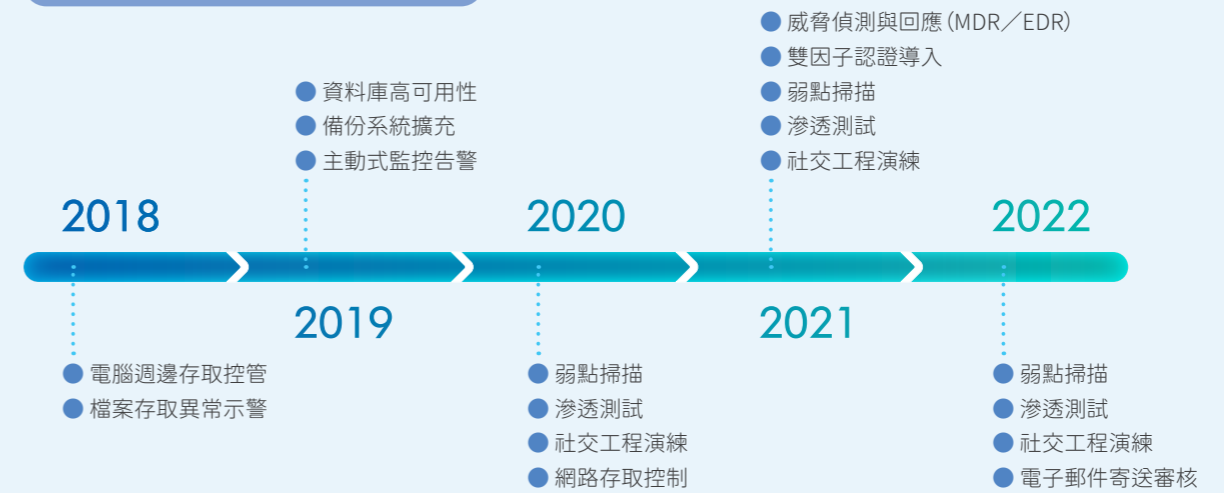 2018
電腦週邊存取控管
檔案存取異常示警
資料庫高可用性
備份系統擴充
主動式監控告警
2019
2020
弱點掃描
滲透測試
社交工程演練
網路存取控制
威脅偵測與回應(MDR／EDR)
雙因子認證導入
弱點掃描
滲透測試
社交工程演練
2021
2022
弱點掃描
滲透測試
社交工程演練
電子郵件寄送審核